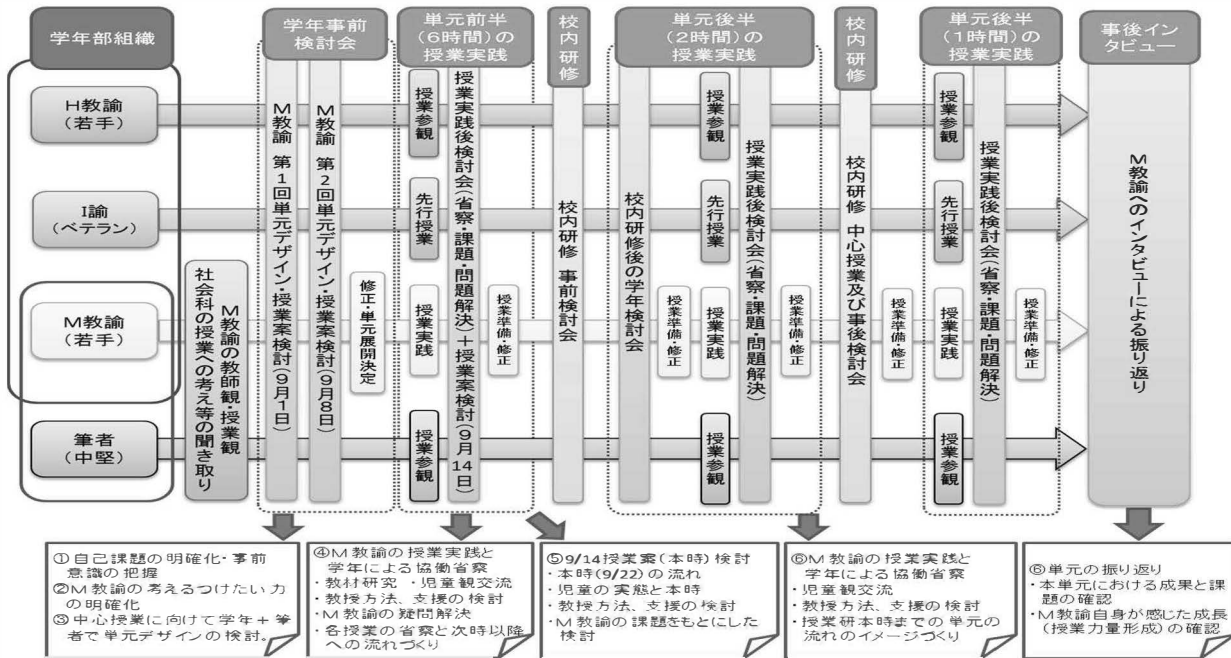 学年部組織
H教諭
(若手)
I論
(ベテラン)
M教諭
(若手)
筆者
(中堅)
M教諭の教師観・授業観
社会科の授業への考え等の聞き取り
学年事前
検討会
M教諭 第1回単元デザイン・授業案検討(9月1日)
M教諭 第2回単元デザイン・授業案検討(9月8日)
修正・単元展開決定
単元前半
(6時間)の
授業実践
授業参観
先行授業
授業実践
授業参観
授業実践後検討会(省察・課題・問題解決)+授業案検討(9月14日)
授業準備・修正
校内研修
校内研修 事前検討会
単元後半
(2時間)の
授業実践
校内研修後の学年検討会
授業準備・修正
授業参観
先行授業
授業実践
授業参観
授業実践後検討会(省察・課題・問題解決)
授業準備・修正
校内研修
校内研修 中心授業及び事後検討会
授業準備・修正
単元後半
(1時間)の
授業実践
授業参観
先行授業
授業実践
授業参観
授業実践後検討会(省察・課題・問題解決)
授業準備・修正
事後イン
タビュー
M教諭へのインタビューによる振り返り
①自己課題の明確化・事前
意識の把握
②M教諭の考えるつけたい力
の明確化
③中心授業に向けて学年+筆
者で単元デザインの検討。
④M教諭の授業実践と
学年による協働省察
・教材研究 ・児童観交流
・教授方法、支援の検討
・M教諭の疑問解決
・各授業の省察と次時以降
への流れづくり
⑤9/14授業案(本時)検討
・本時(9/22)の流れ
・児童の実態と本時
・教授方法、支援の検討
・M教諭の課題をもとにした
検討
⑥M教諭の授業実践と
学年による協働省察
・児童観交流
・教授方法、支援の検討
・授業研本時までの単元の
流れのイメージづくり
⑥単元の振り返り
・本単元における成果と課
題の確認
・M教諭自身が感じた成長
(授業力量形成)の確認